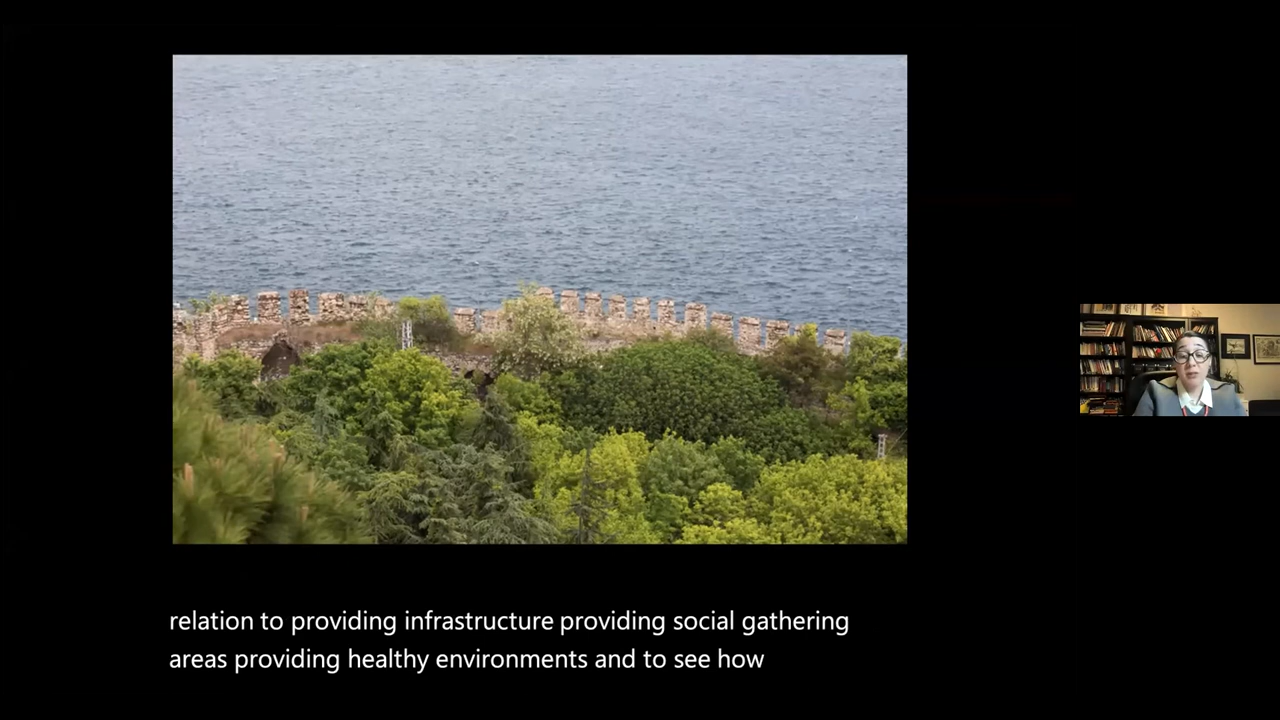 relation to providing infrastructure providing social gathering
areas providing healthy environments and to see how